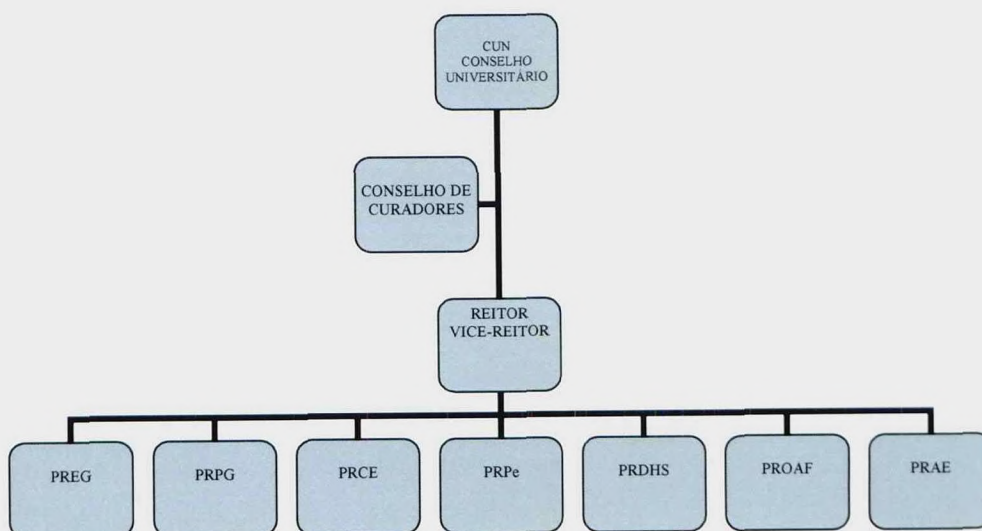 CUN
CONSELHO
UNIVERSITÁRIO
CONSELHO DE
CURADORES
REITOR
VICE-REITOR
PREG
PRPG
PRCE
PRPe
PRDHS
PROAF
PRAE